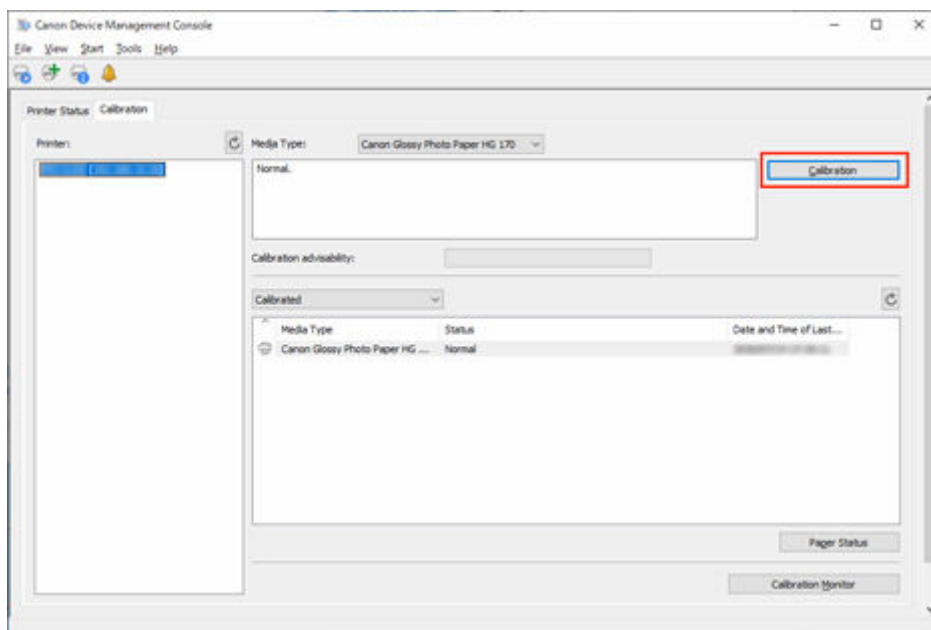 Canon Device Management Console
File View Start Tools Help
Printer Status Calibration
Printer:
Media Type: Canon Glossy Photo Paper HG 170
Normal.
Calibration
Calibration advisability:
Calibrated
Media Type Status Date and Time of Last...
Canon Glossy Photo Paper HG ... Normal
Paper Status
Calibration Monitor